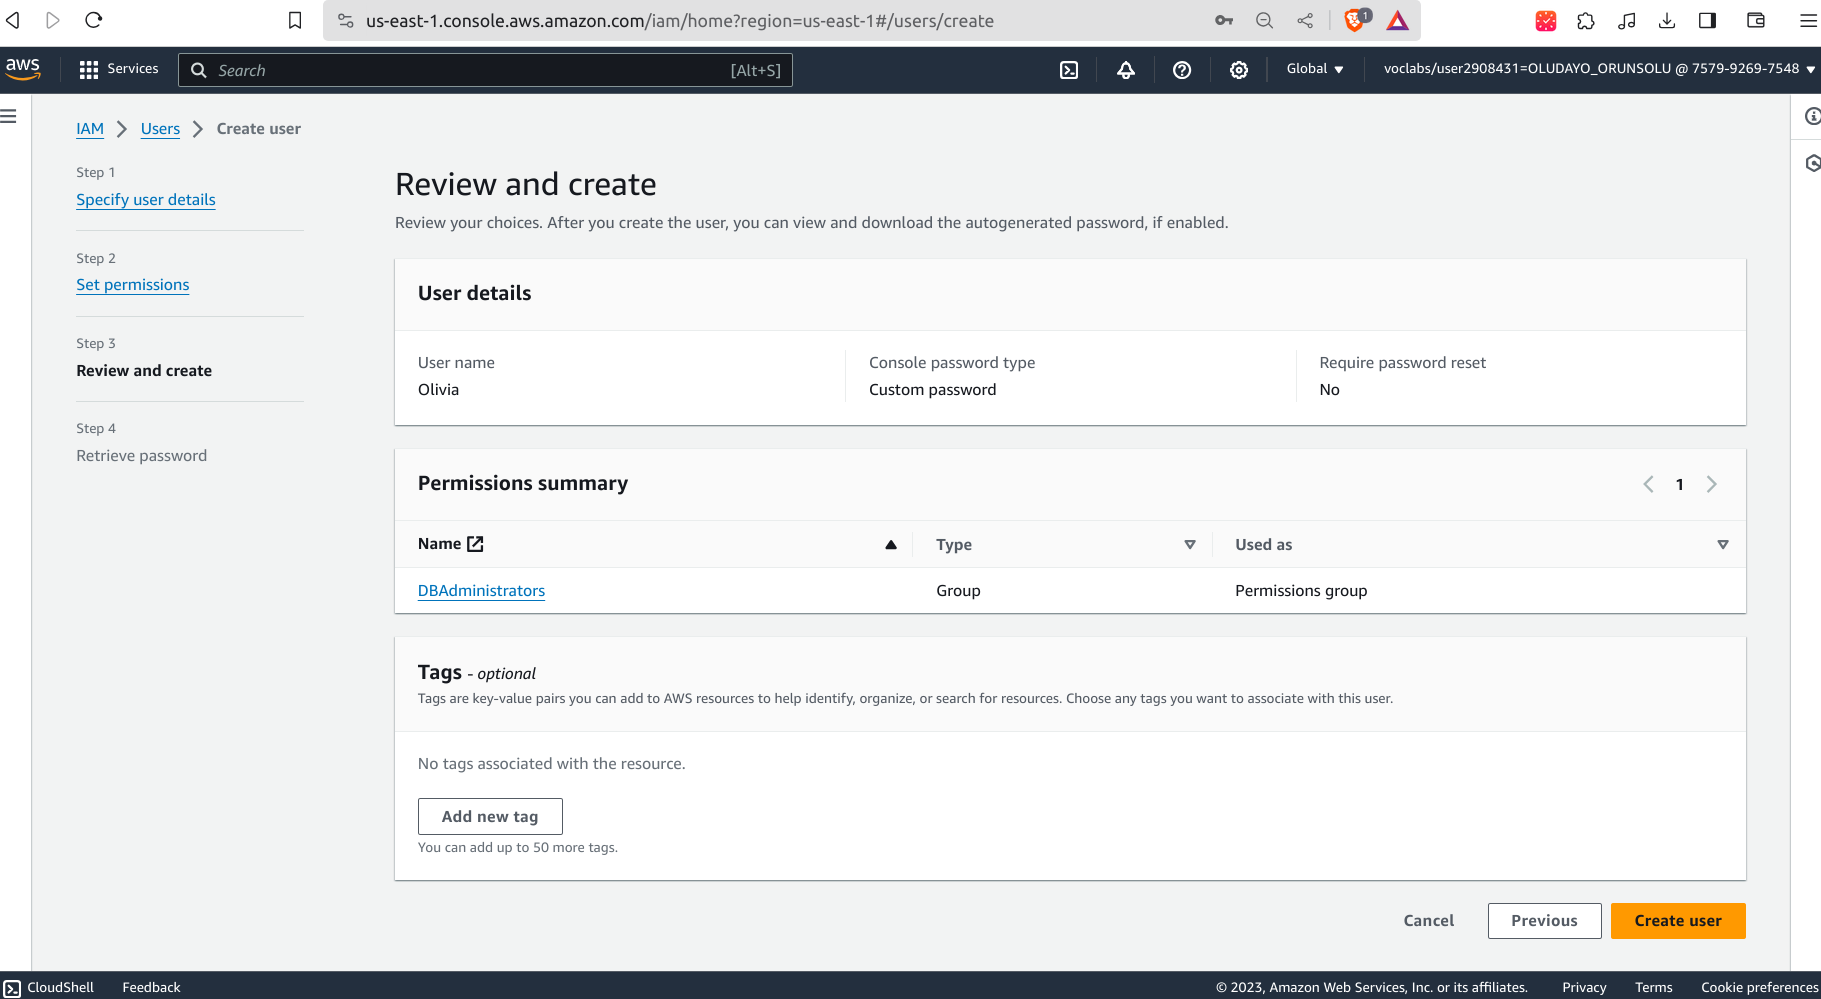 us-east-1.console.aws.amazon.com/iam/home?region=us-east-1#/users/create
1
aws
Services
Search
[Alt+S]
Global
voclabs/user2908431=OLUDAYO_ORUNSOLU @ 7579-9269-7548
IAM
Users
Create user
Step 1
Specify user details
Step 2
Set permissions
Step 3
Review and create
Step 4
Retrieve password
Review and create
Review your choices. After you create the user, you can view and download the autogenerated password, if enabled.
User details
User name
Olivia
Console password type
Custom password
Require password reset
No
Permissions summary
1
Name
Type
Used as
DBAdministrators
Group
Permissions group
Tags - optional
Tags are key-value pairs you can add to AWS resources to help identify, organize, or search for resources. Choose any tags you want to associate with this user.
No tags associated with the resource.
Add new tag
You can add up to 50 more tags.
Cancel
Previous
Create user
CloudShell
Feedback
© 2023, Amazon Web Services, Inc. or its affiliates.
Privacy
Terms
Cookie preferences